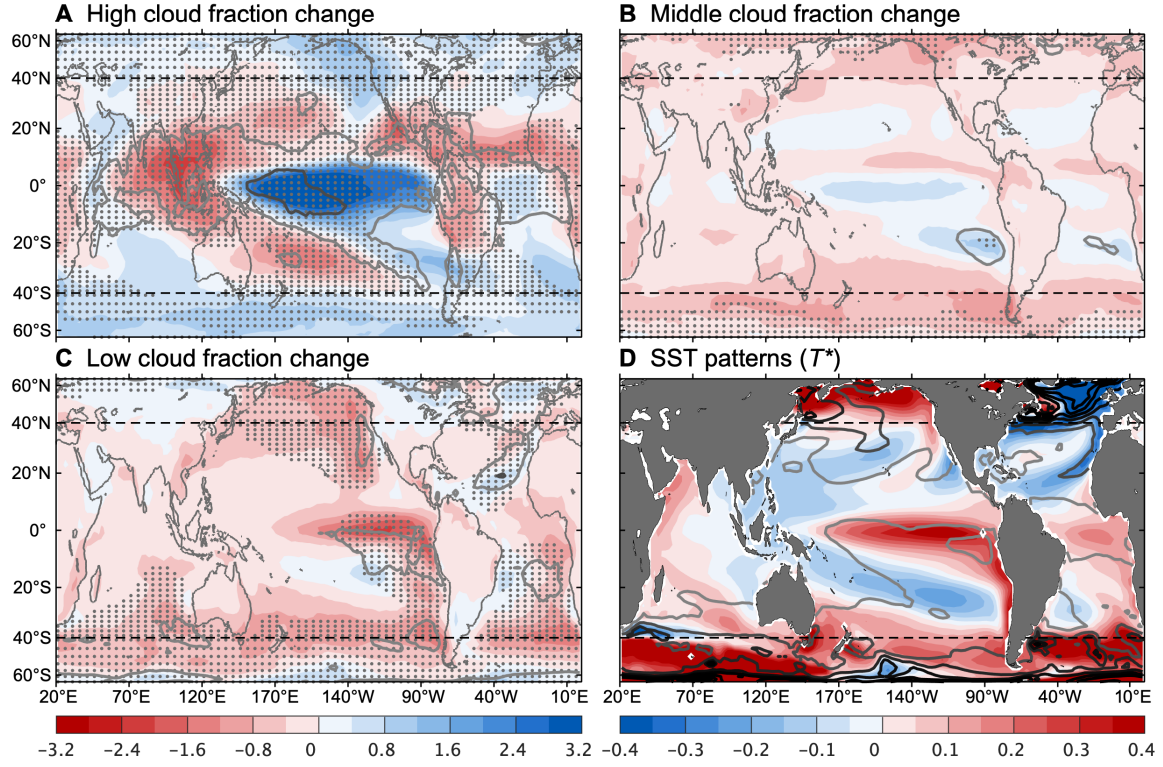 A High cloud fraction change
B Middle cloud fraction change
60°N
40°N
20°N
0°
20°S
40°S
60°S
C Low cloud fraction change
D SST patterns (T*)
60°N
40°N
20°N
0°
20°S
40°S
60°S
20°E 70°E 120°E 170°E 140°W 90°W 40°W 10°E
20°E 70°E 120°E 170°E 140°W 90°W 40°W 10°E
−3.2 −2.4 −1.6 −0.8 0 0.8 1.6 2.4 3.2
−0.4 −0.3 −0.2 −0.1 0 0.1 0.2 0.3 0.4